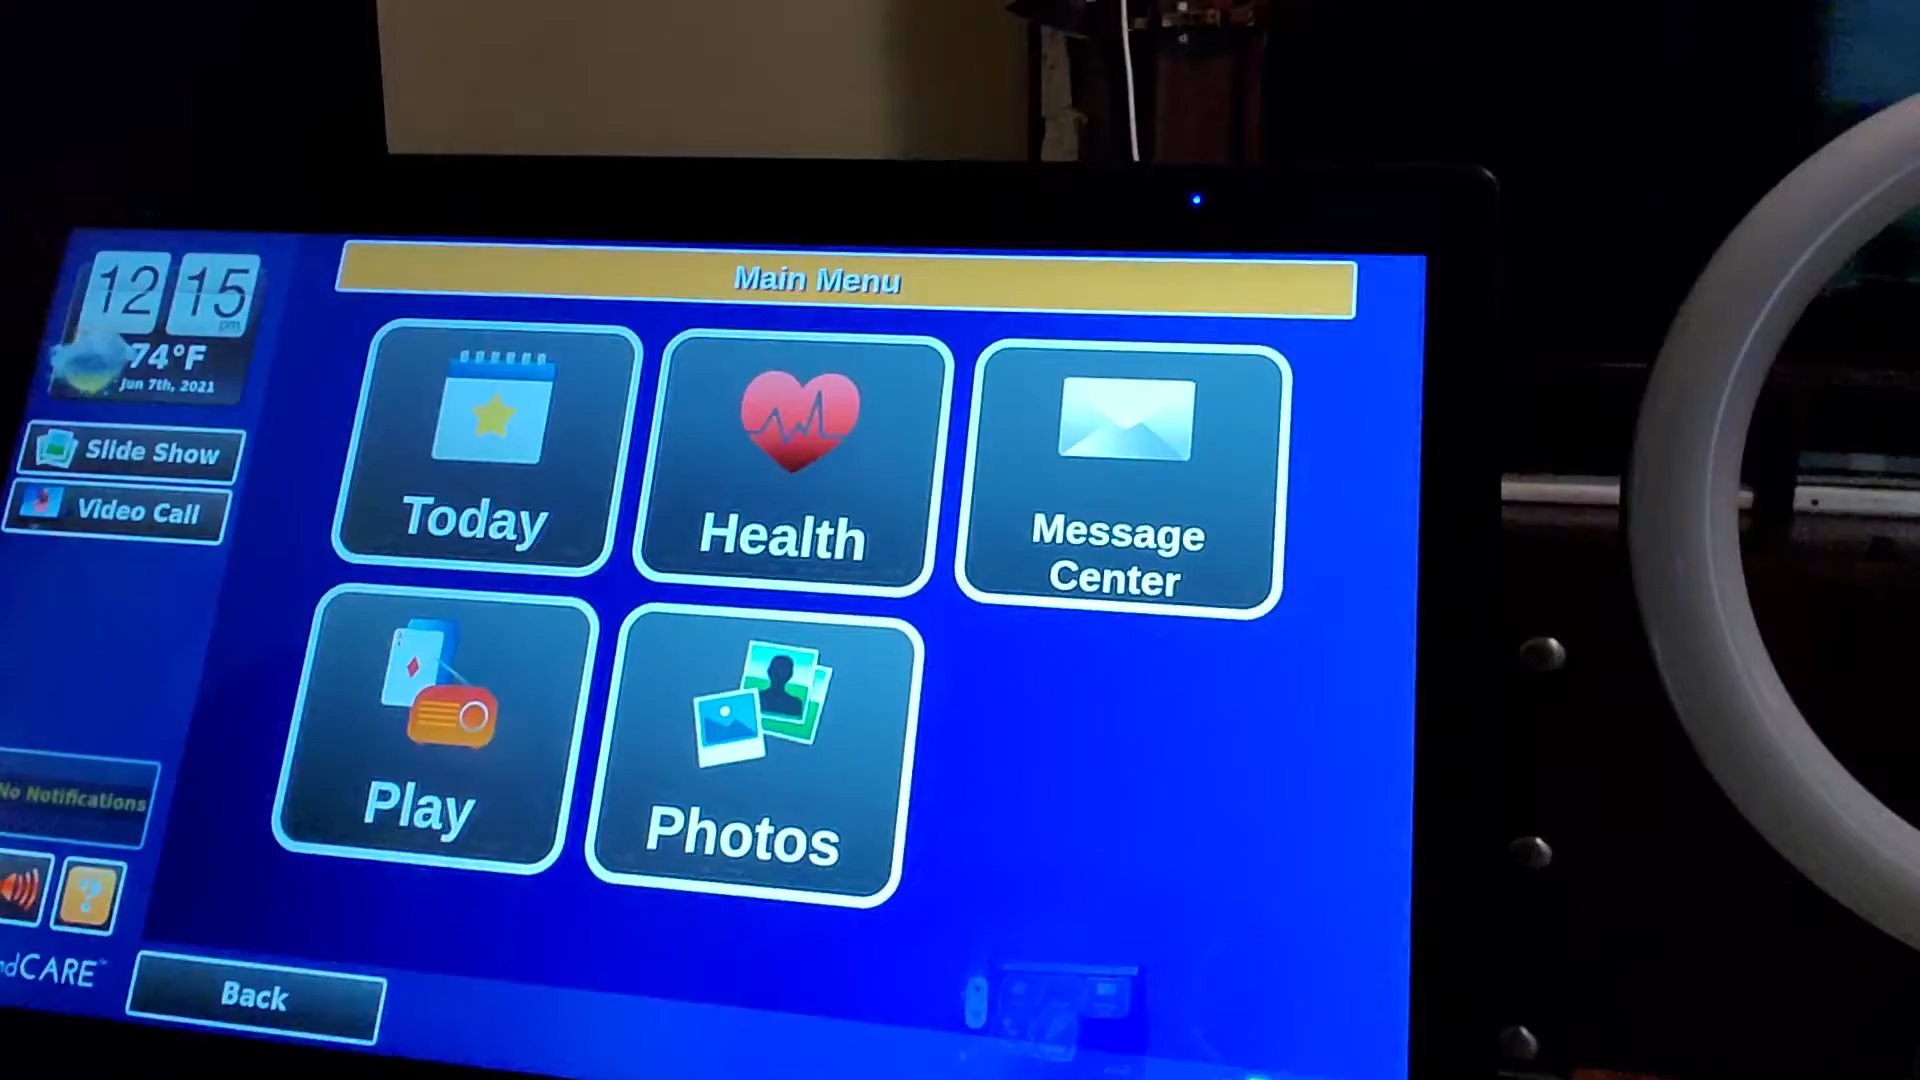 12 15
pm
74°F
Jun 7th, 2021
Slide Show
Video Call
No Notifications
ndCARE™
Main Menu
Today
Health
Message
Center
Play
Photos
Back